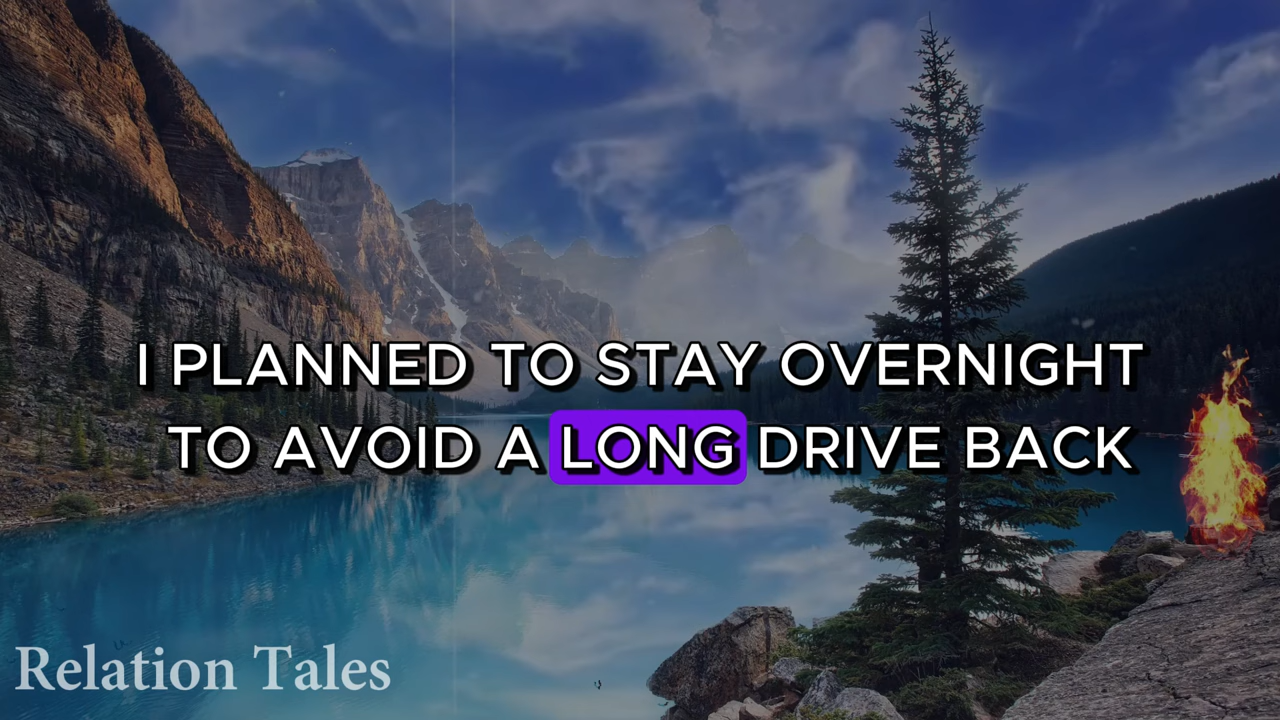 I PLANNED TO STAY OVERNIGHT
TO AVOID A LONG DRIVE BACK
Relation Tales